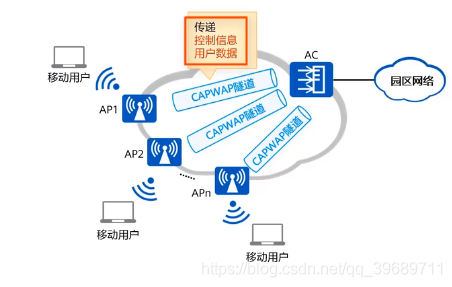 传递
控制信息
用户数据
AC
移动用户
CAPWAP隧道
园区网络
AP1
CAPWAP隧道
CAPWAP隧道
AP2
......
APn
移动用户
移动用户
https://blog.csdn.net/qq_39689711